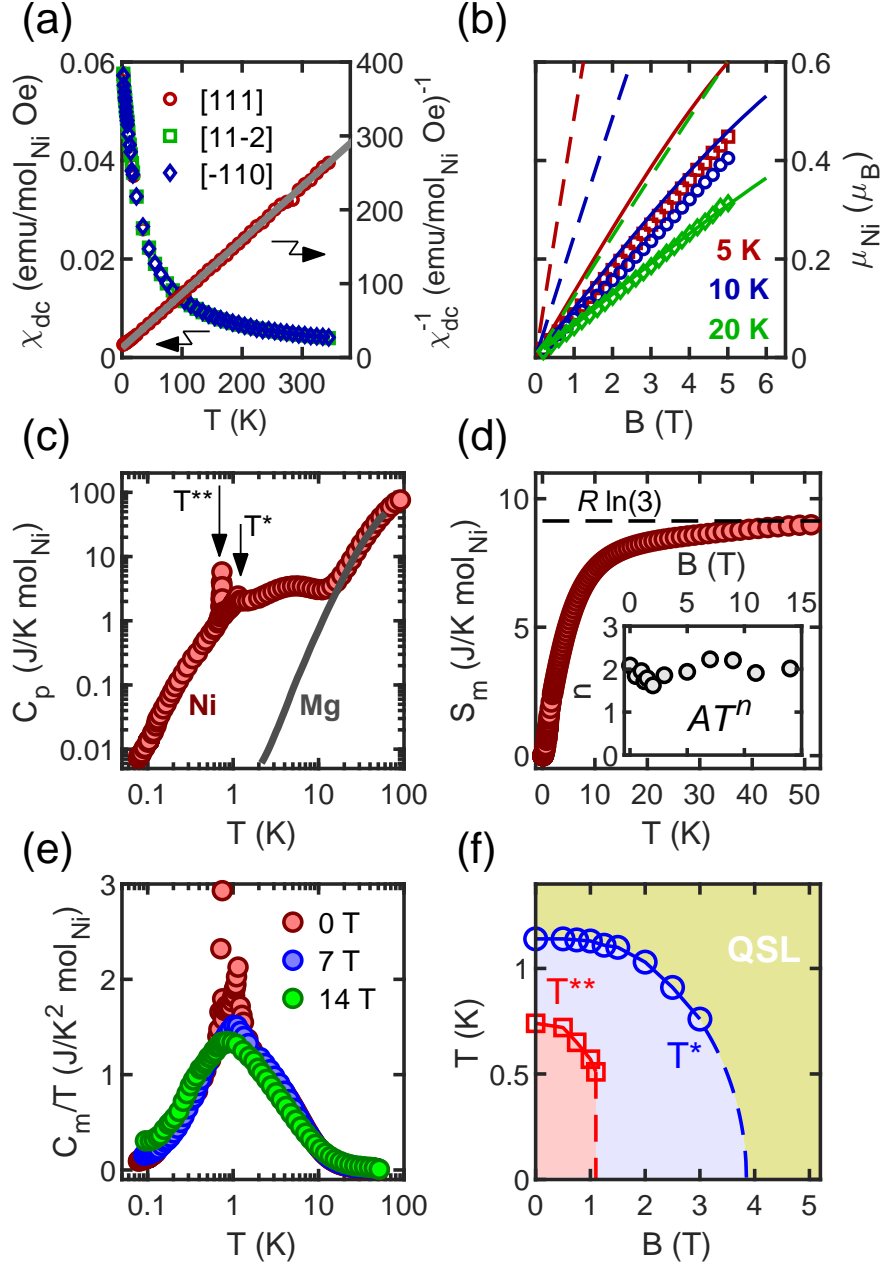 (a)
0.06
0.04
0.02
0
χdc (emu/molNi Oe)
400
300
200
100
0
χdc-1 (emu/molNi Oe)-1
[111]
[11-2]
[-110]
0 100 200 300
T (K)
(b)
0.6
0.4
0.2
0
μNi (μB)
5 K
10 K
20 K
1 2 3 4 5 6
B (T)
(c)
100
10
1
0.1
0.01
Cp (J/K molNi)
T**
T*
Ni
Mg
0.1 1 10 100
T (K)
(d)
10
5
0
Sm (J/K molNi)
R ln(3)
B (T)
0 5 10 15
3
2
1
n
ATn
0 10 20 30 40 50
T (K)
(e)
3
2
1
0
Cm/T (J/K2 molNi)
0 T
7 T
14 T
0.1 1 10 100
T (K)
(f)
1
0.5
0
T (K)
QSL
T**
T*
0 1 2 3 4 5
B (T)